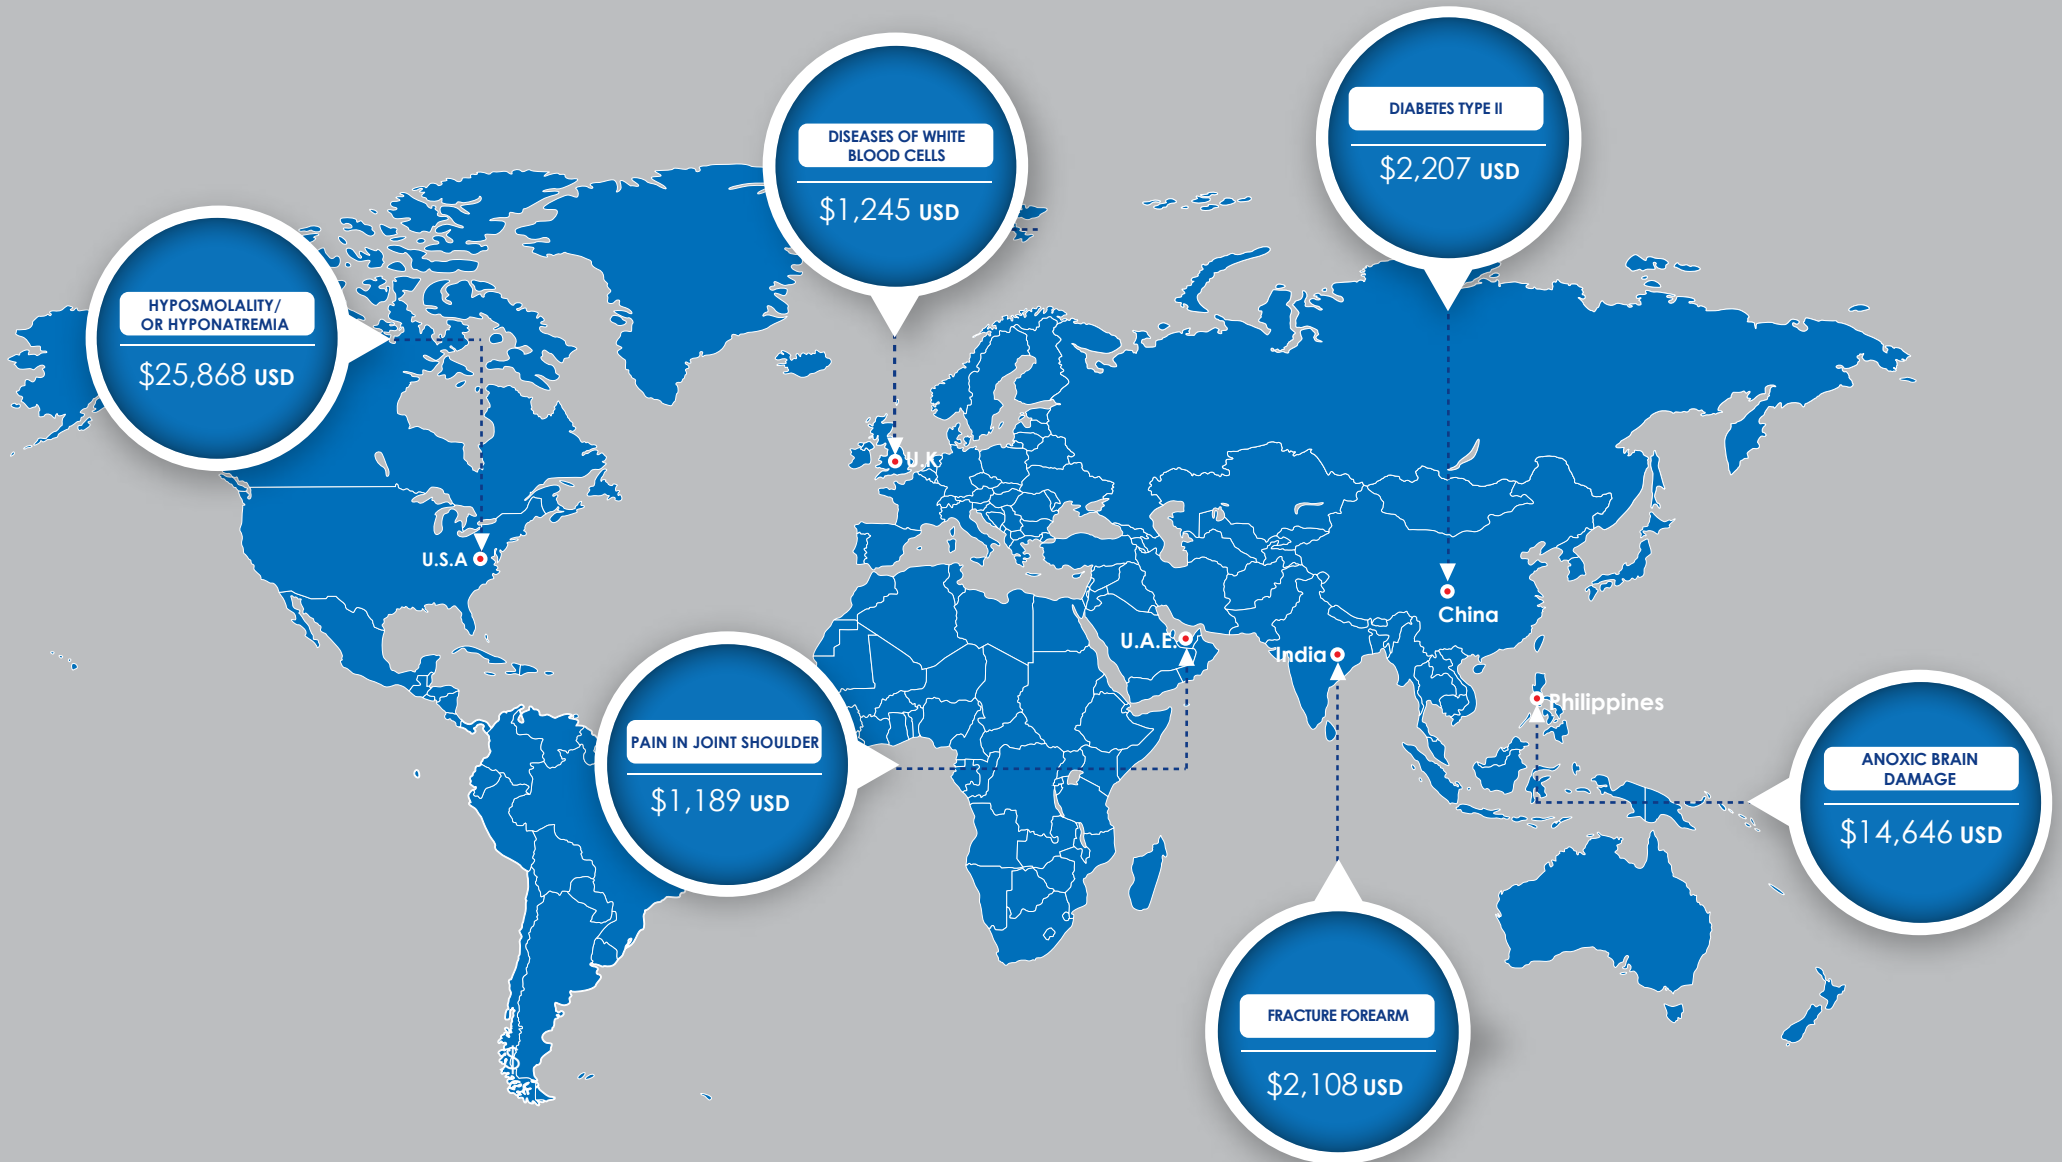 DIABETES TYPE II
$2,207 USD
DISEASES OF WHITE
BLOOD CELLS
$1,245 USD
HYPOSMOLALITY/
OR HYPONATREMIA
$25,868 USD
U.K
U.S.A
China
U.A.E.
India
Philippines
PAIN IN JOINT SHOULDER
$1,189 USD
ANOXIC BRAIN
DAMAGE
$14,646 USD
FRACTURE FOREARM
$2,108 USD
$